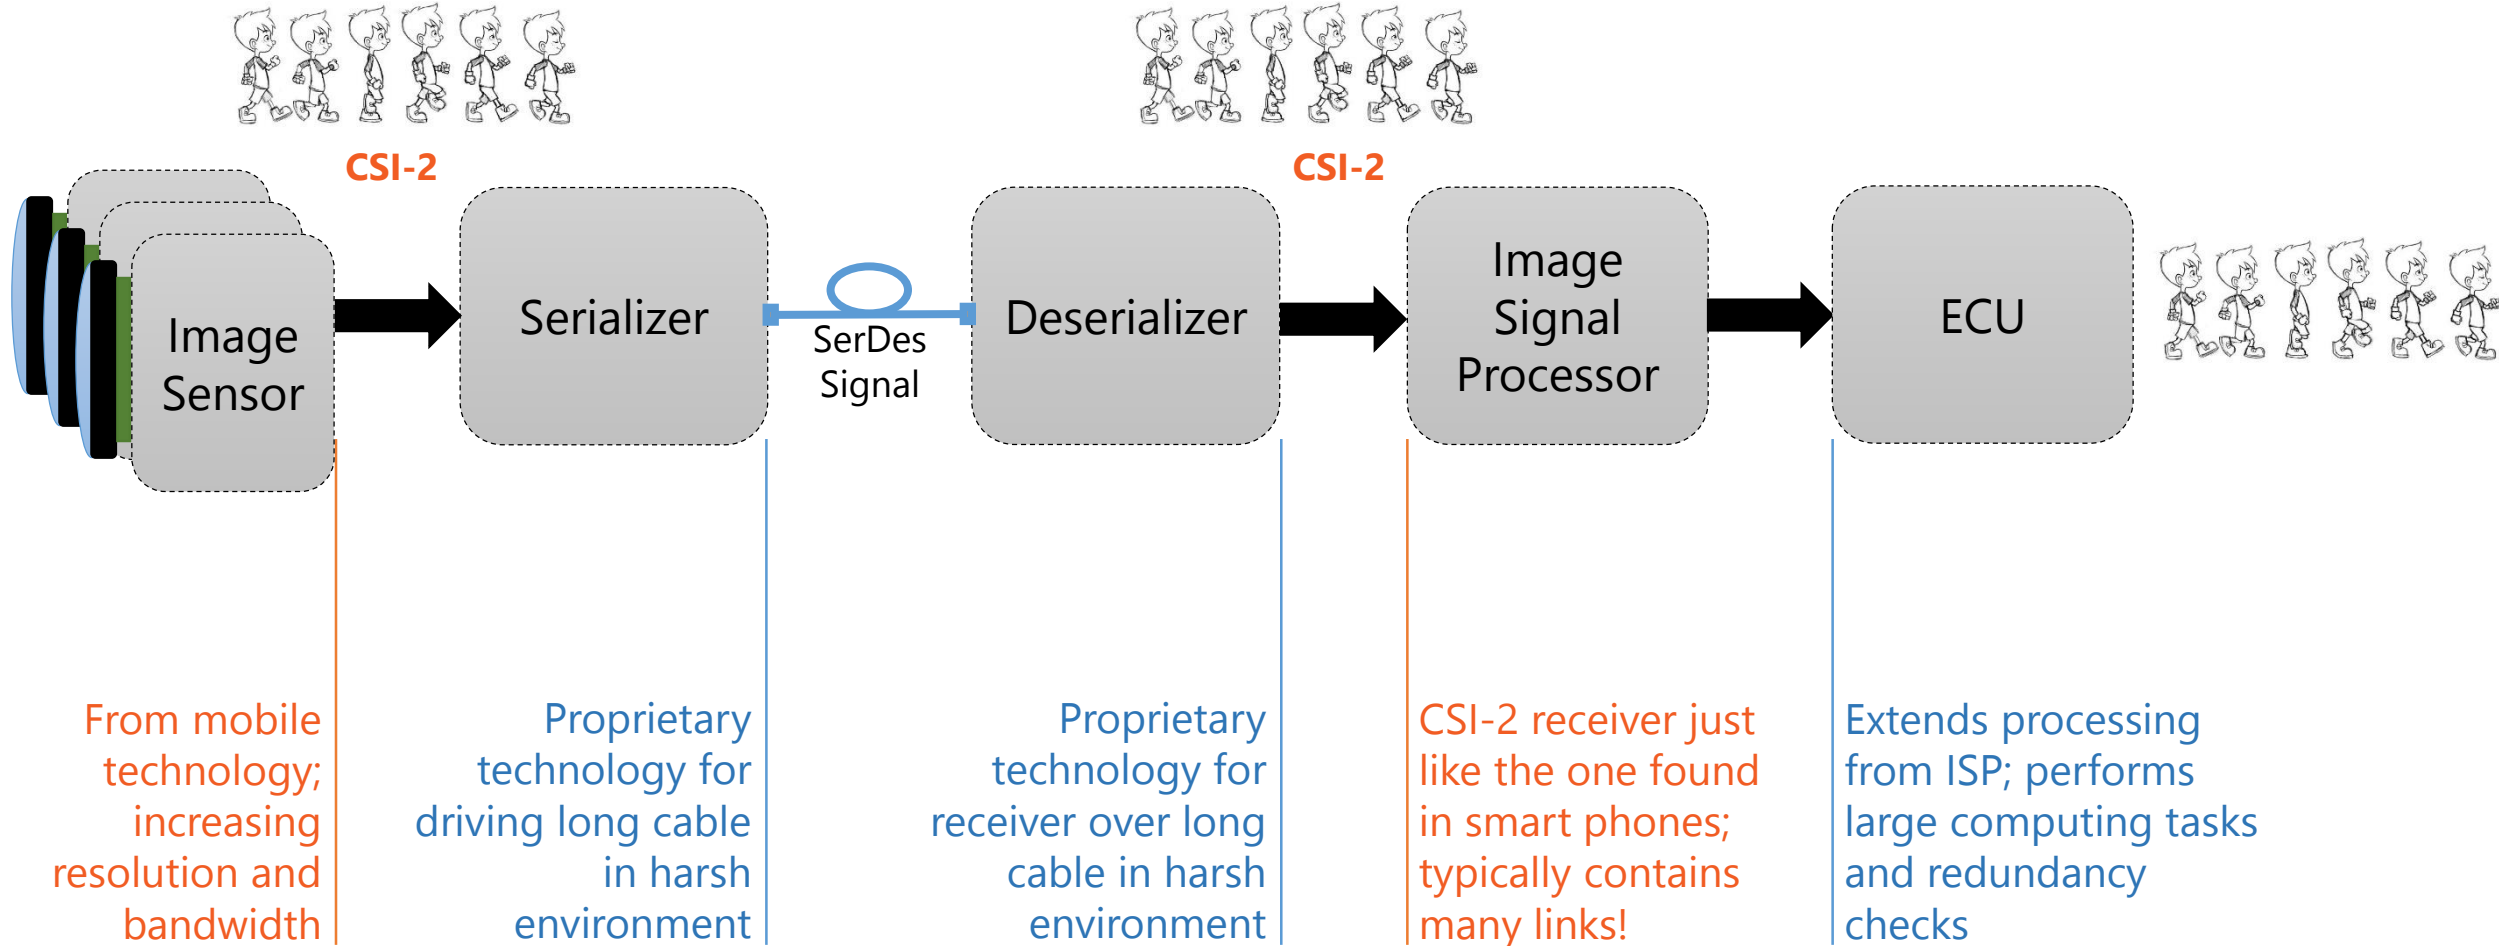 CSI-2
CSI-2
Image
Sensor
Serializer
SerDes
Signal
Deserializer
Image
Signal
Processor
ECU
From mobile
technology;
increasing
resolution and
bandwidth
Proprietary
technology for
driving long cable
in harsh
environment
Proprietary
technology for
receiver over long
cable in harsh
environment
CSI-2 receiver just
like the one found
in smart phones;
typically contains
many links!
Extends processing
from ISP; performs
large computing tasks
and redundancy
checks